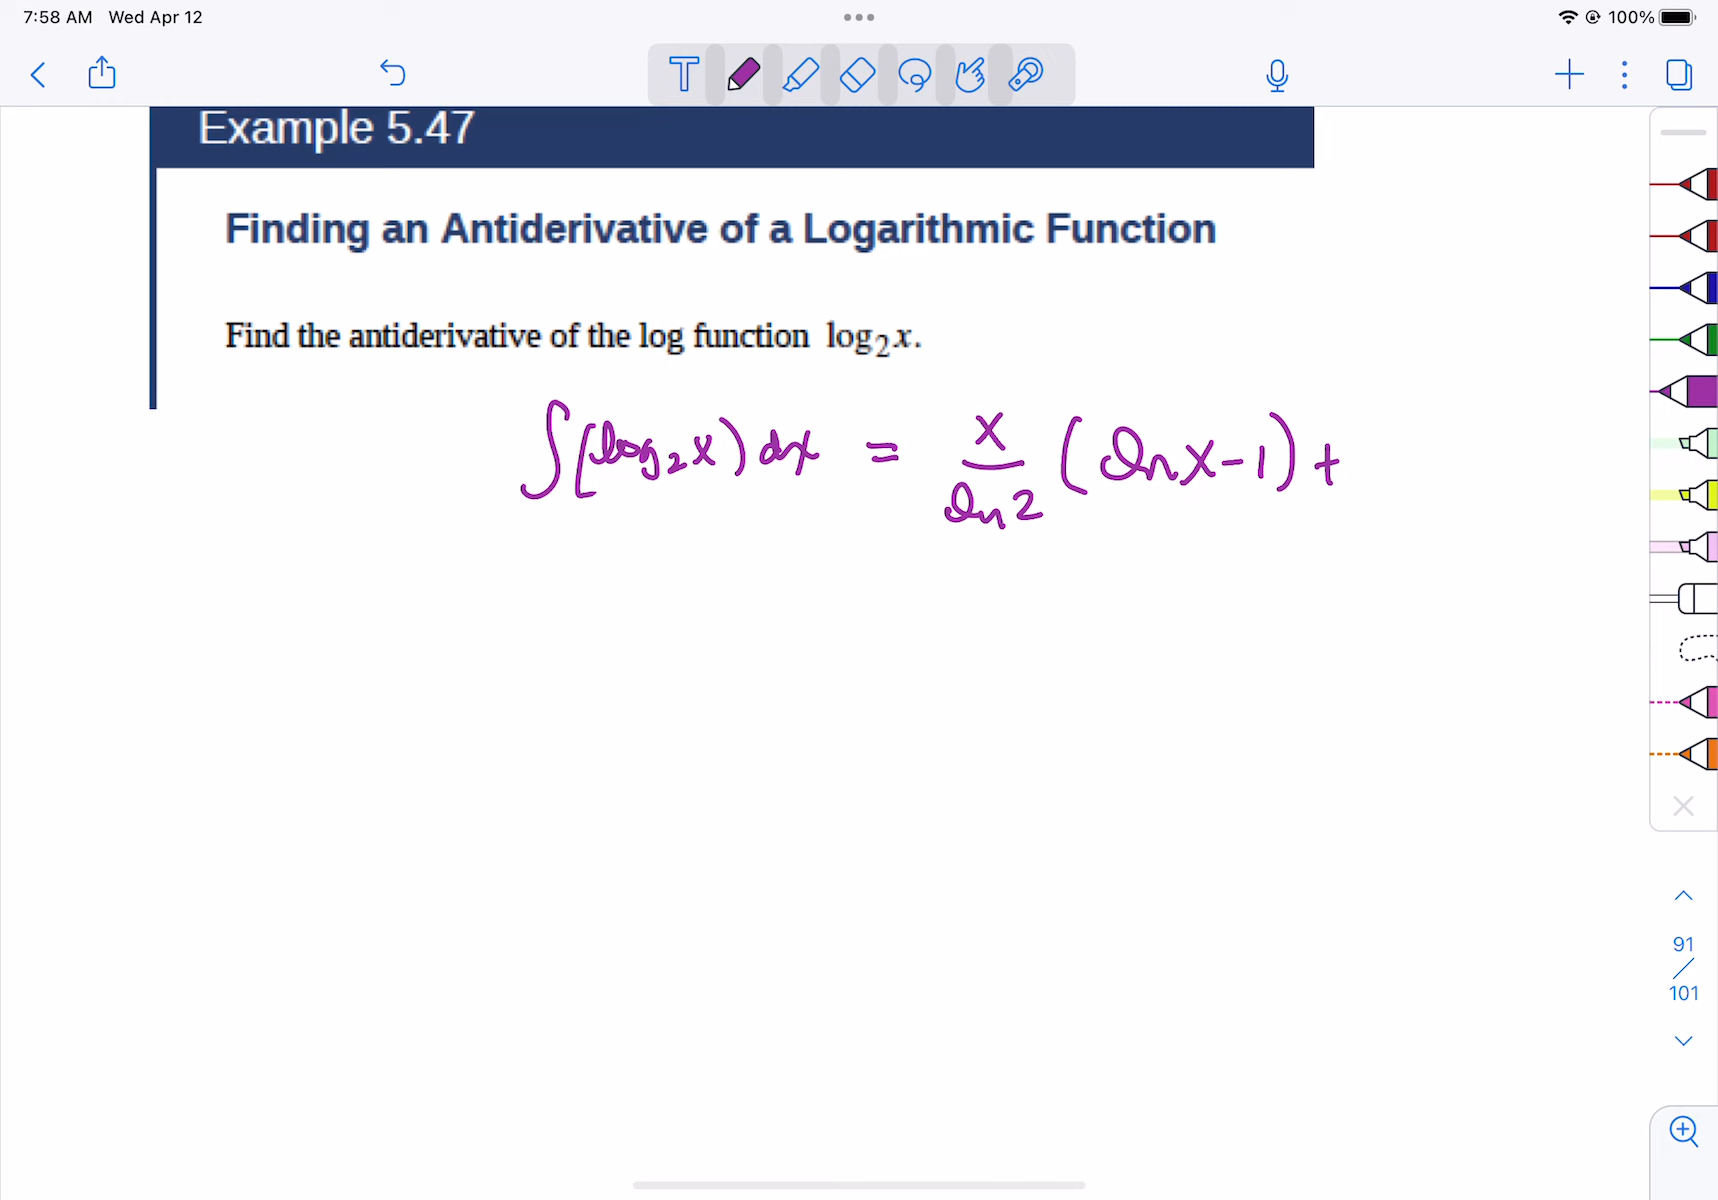 7:58 AM Wed Apr 12
100%
Example 5.47
Finding an Antiderivative of a Logarithmic Function
Find the antiderivative of the log function log₂x.
∫(log₂x)dx = x/ln 2 (ln x - 1) +
91
/
101